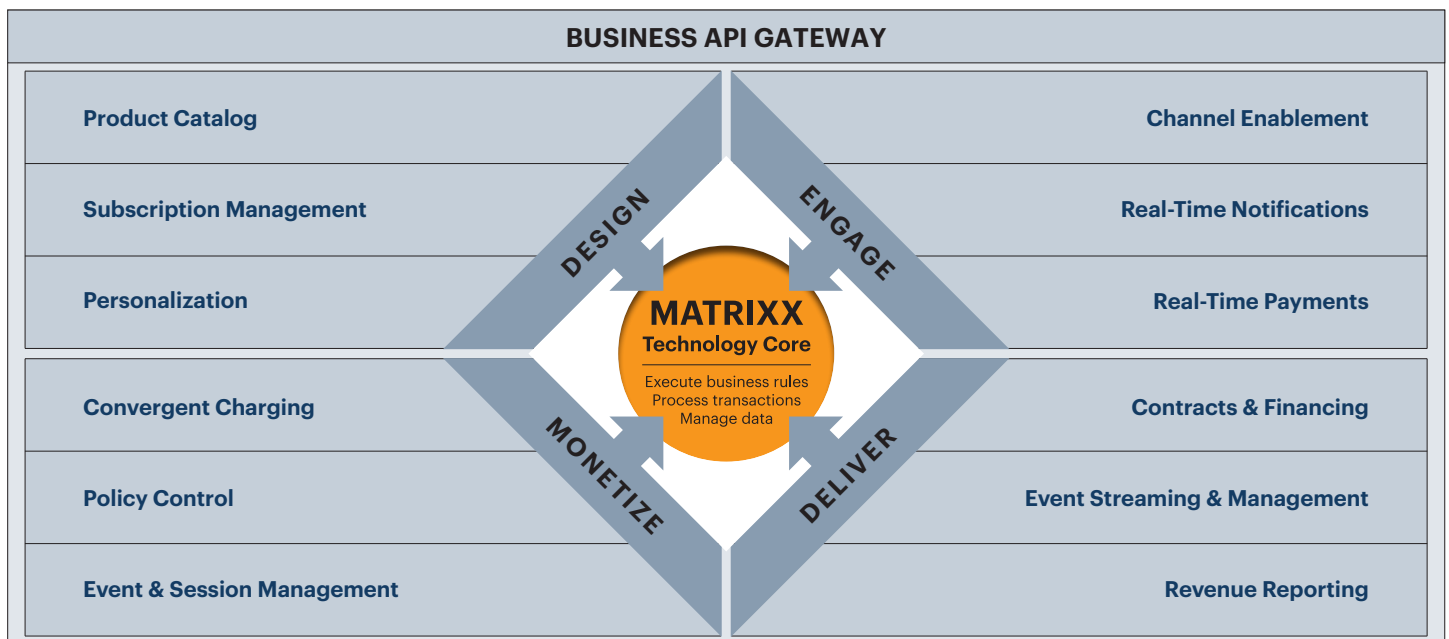 BUSINESS API GATEWAY
Product Catalog
Subscription Management
Personalization
DESIGN
Channel Enablement
Real-Time Notifications
Real-Time Payments
ENGAGE
MATRIXX
Technology Core
Execute business rules
Process transactions
Manage data
Convergent Charging
Policy Control
Event & Session Management
MONETIZE
Contracts & Financing
Event Streaming & Management
Revenue Reporting
DELIVER